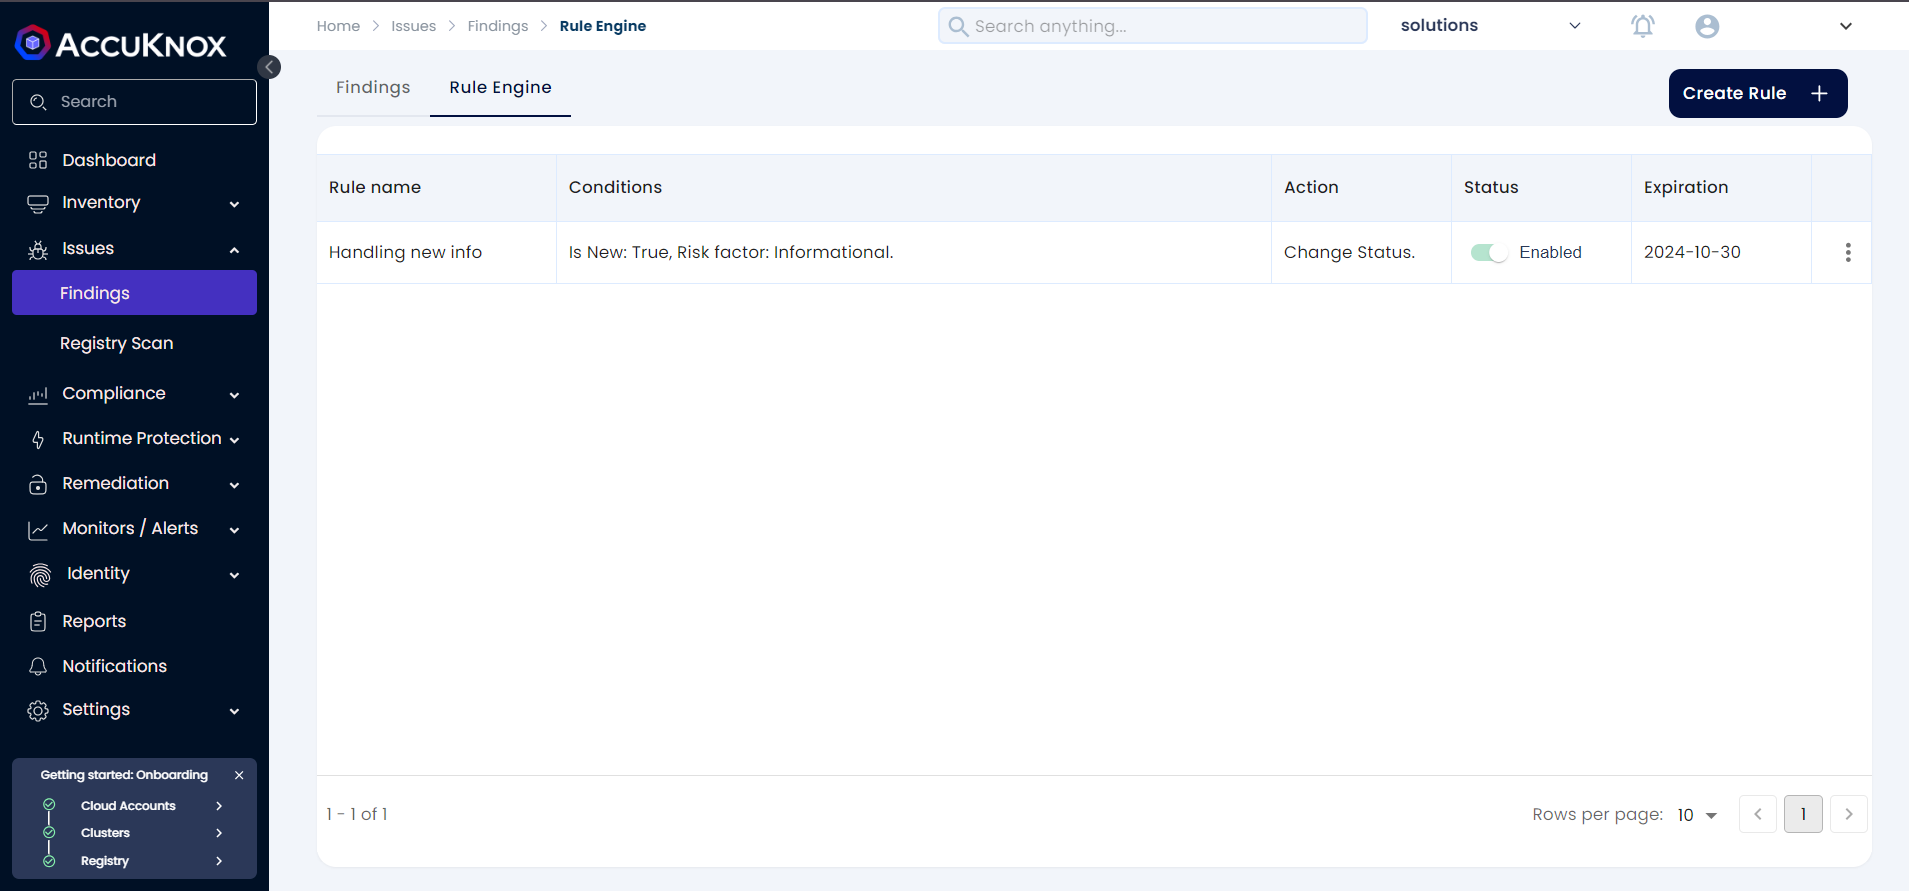 ACCUKNOX
Search
Dashboard
Inventory
Issues
Findings
Registry Scan
Compliance
Runtime Protection
Remediation
Monitors / Alerts
Identity
Reports
Notifications
Settings
Getting started: Onboarding
Cloud Accounts
Clusters
Registry
Home > Issues > Findings > Rule Engine
Search anything...
solutions
Findings
Rule Engine
Create Rule +
Rule name Conditions Action Status Expiration
Handling new info Is New: True, Risk factor: Informational. Change Status. Enabled 2024-10-30
1 - 1 of 1
Rows per page: 10
1